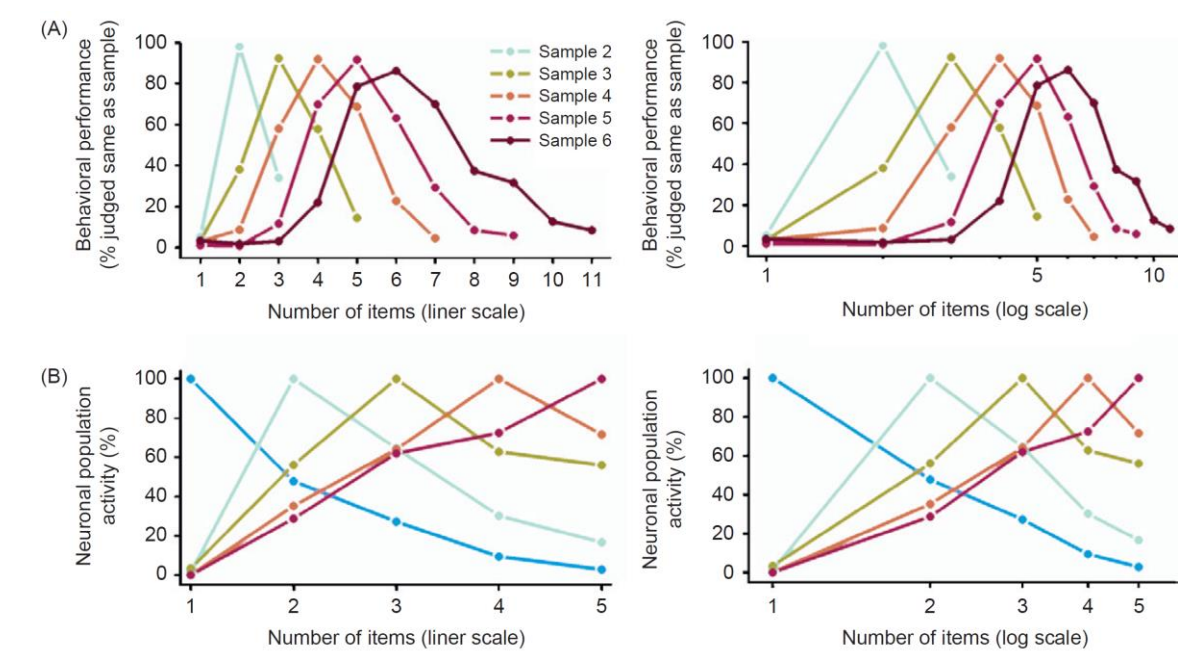 (A)
Behavioral performance
(% judged same as sample)
100
80
60
40
20
0
1 2 3 4 5 6 7 8 9 10 11
Number of items (liner scale)
Sample 2
Sample 3
Sample 4
Sample 5
Sample 6
Behavioral performance
(% judged same as sample)
100
80
60
40
20
0
1 5 10
Number of items (log scale)
(B)
Neuronal population
activity (%)
100
80
60
40
20
0
1 2 3 4 5
Number of items (liner scale)
Neuronal population
activity (%)
100
80
60
40
20
0
1 2 3 4 5
Number of items (log scale)